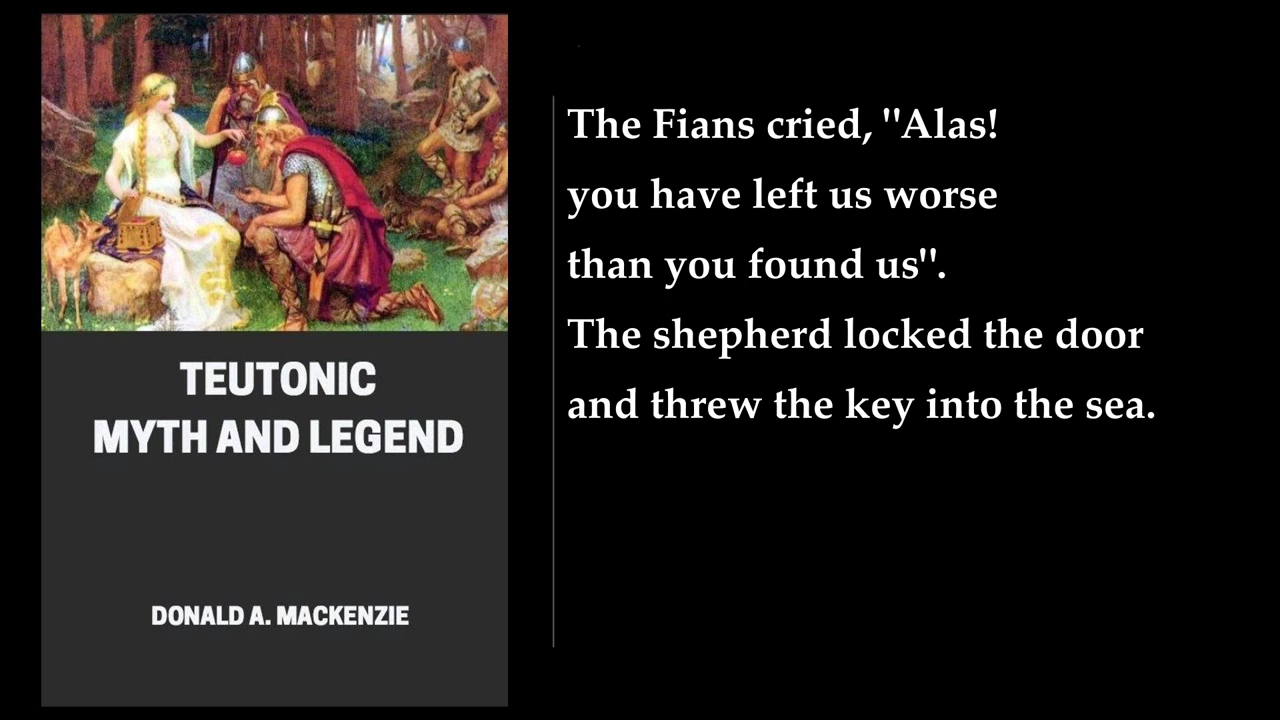 TEUTONIC
MYTH AND LEGEND
DONALD A. MACKENZIE
The Fians cried, "Alas!
you have left us worse
than you found us".
The shepherd locked the door
and threw the key into the sea.